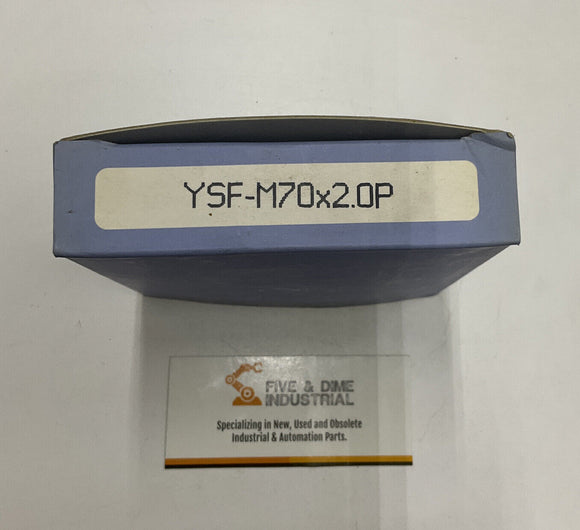 YSF-M70x2.0P
FIVE & DIME
INDUSTRIAL
Specializing in New, Used and Obsolete
Industrial & Automation Parts.